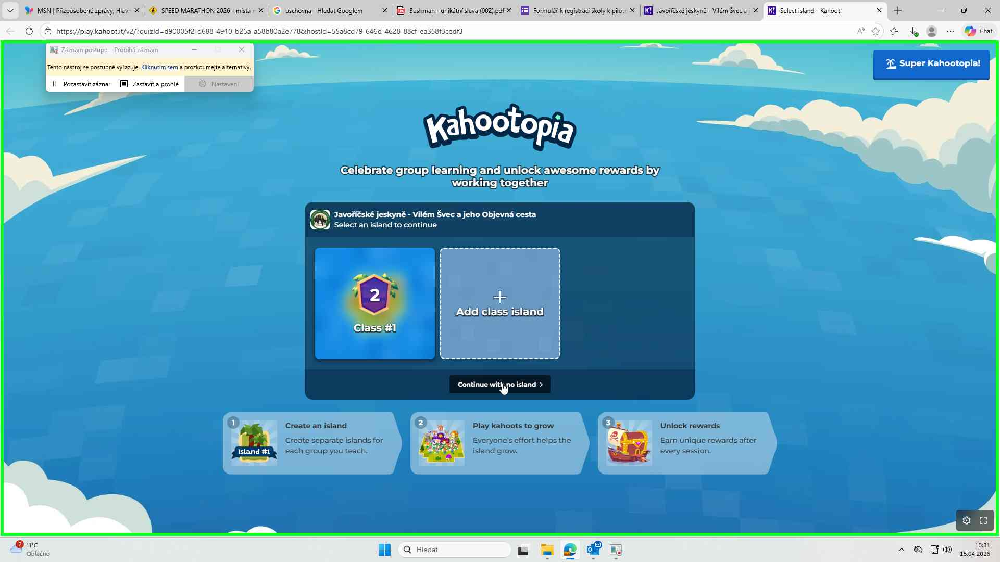 MSN | Přizpůsobené zprávy, Hlavn
SPEED MARATHON 2026 - místa n
uschovna - Hledat Googlem
Bushman - unikátní sleva (002).pdf
Formulář k registraci školy k pilotn
Javoříčské jeskyně - Vilém Švec a j
Select island - Kahoot!
https://play.kahoot.it/v2/?quizId=d90005f2-d688-4910-b26a-a58b80a2e778&hostId=55a8cd79-646d-4628-88cf-ea358f3cedf3
Chat
Záznam postupu – Probíhá záznam
Tento nástroj se postupně vyřazuje. Kliknutím sem a prozkoumejte alternativy.
Pozastavit záznar
Zastavit a prohlé
Nastavení
Super Kahootopia!
Kahootopia
Celebrate group learning and unlock awesome rewards by
working together
Javoříčské jeskyně - Vilém Švec a jeho Objevná cesta
Select an island to continue
2
Class #1
Add class island
Continue with no island
1
Create an island
Create separate islands for
each group you teach.
Island #1
2
Play kahoots to grow
Everyone's effort helps the
island grow.
3
Unlock rewards
Earn unique rewards after
every session.
2
11°C
Oblačno
Hledat
10:31
15.04.2026